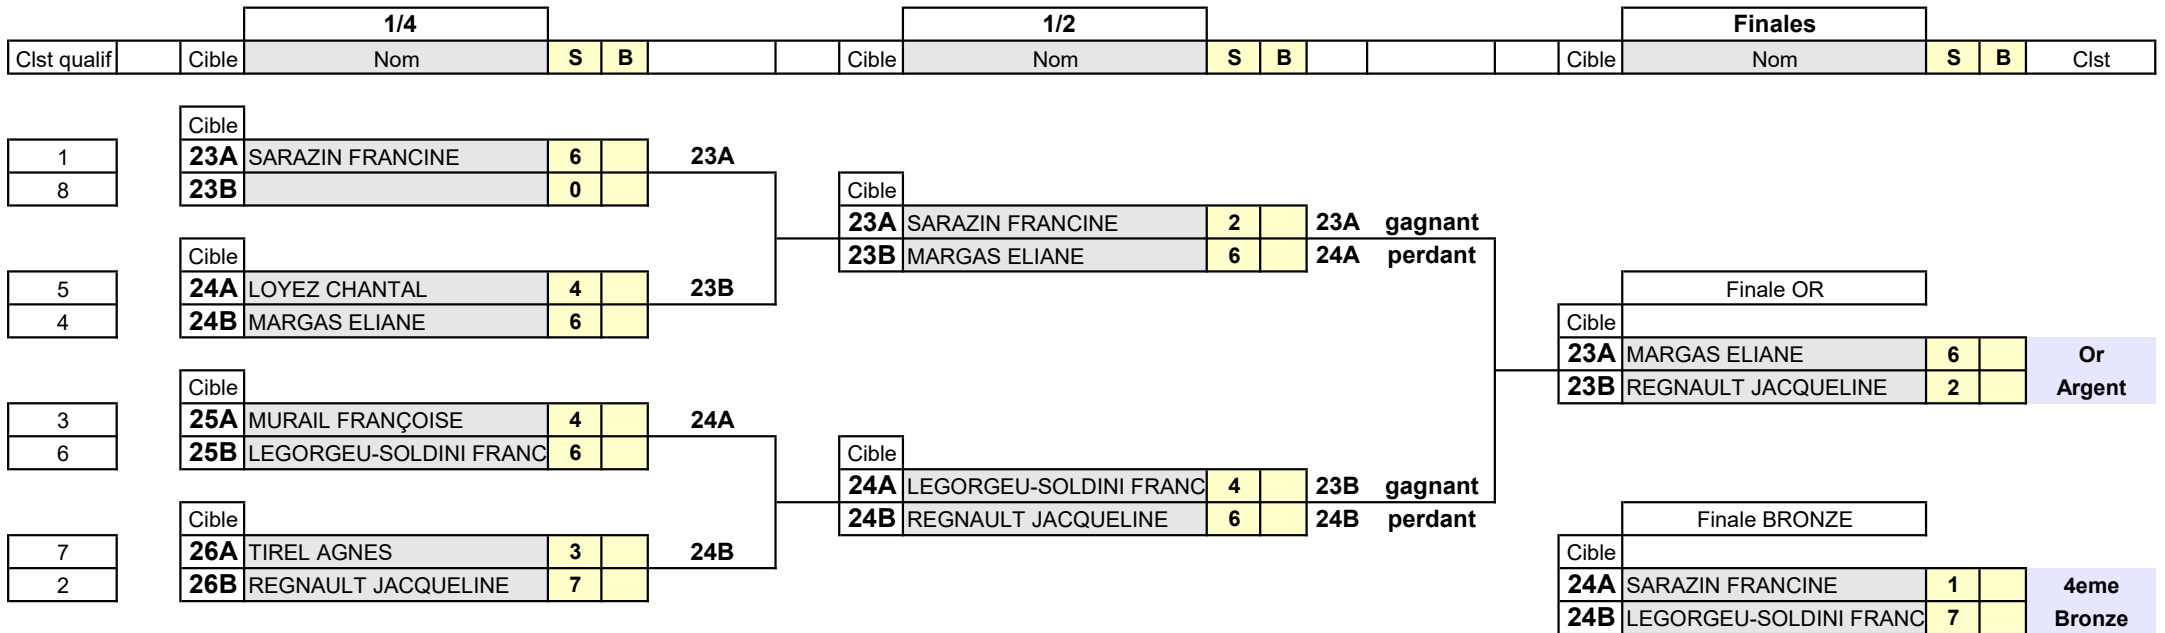 1/4 1/2 Finales
Clst qualif Cible Nom S B Cible Nom S B Cible Nom S B Clst
Cible
1 23A SARAZIN FRANCINE 6 23A
8 23B 0 Cible
23A SARAZIN FRANCINE 2 23A gagnant
Cible 23B MARGAS ELIANE 6 24A perdant
5 24A LOYEZ CHANTAL 4 23B Finale OR
4 24B MARGAS ELIANE 6 Cible
23A MARGAS ELIANE 6 Or
Cible 23B REGNAULT JACQUELINE 2 Argent
3 25A MURAIL FRANÇOISE 4 24A
6 25B LEGORGEU-SOLDINI FRANC 6 Cible
24A LEGORGEU-SOLDINI FRANC 4 23B gagnant
Cible 24B REGNAULT JACQUELINE 6 24B perdant Finale BRONZE
7 26A TIREL AGNES 3 24B Cible
2 26B REGNAULT JACQUELINE 7 24A SARAZIN FRANCINE 1 4eme
24B LEGORGEU-SOLDINI FRANC 7 Bronze